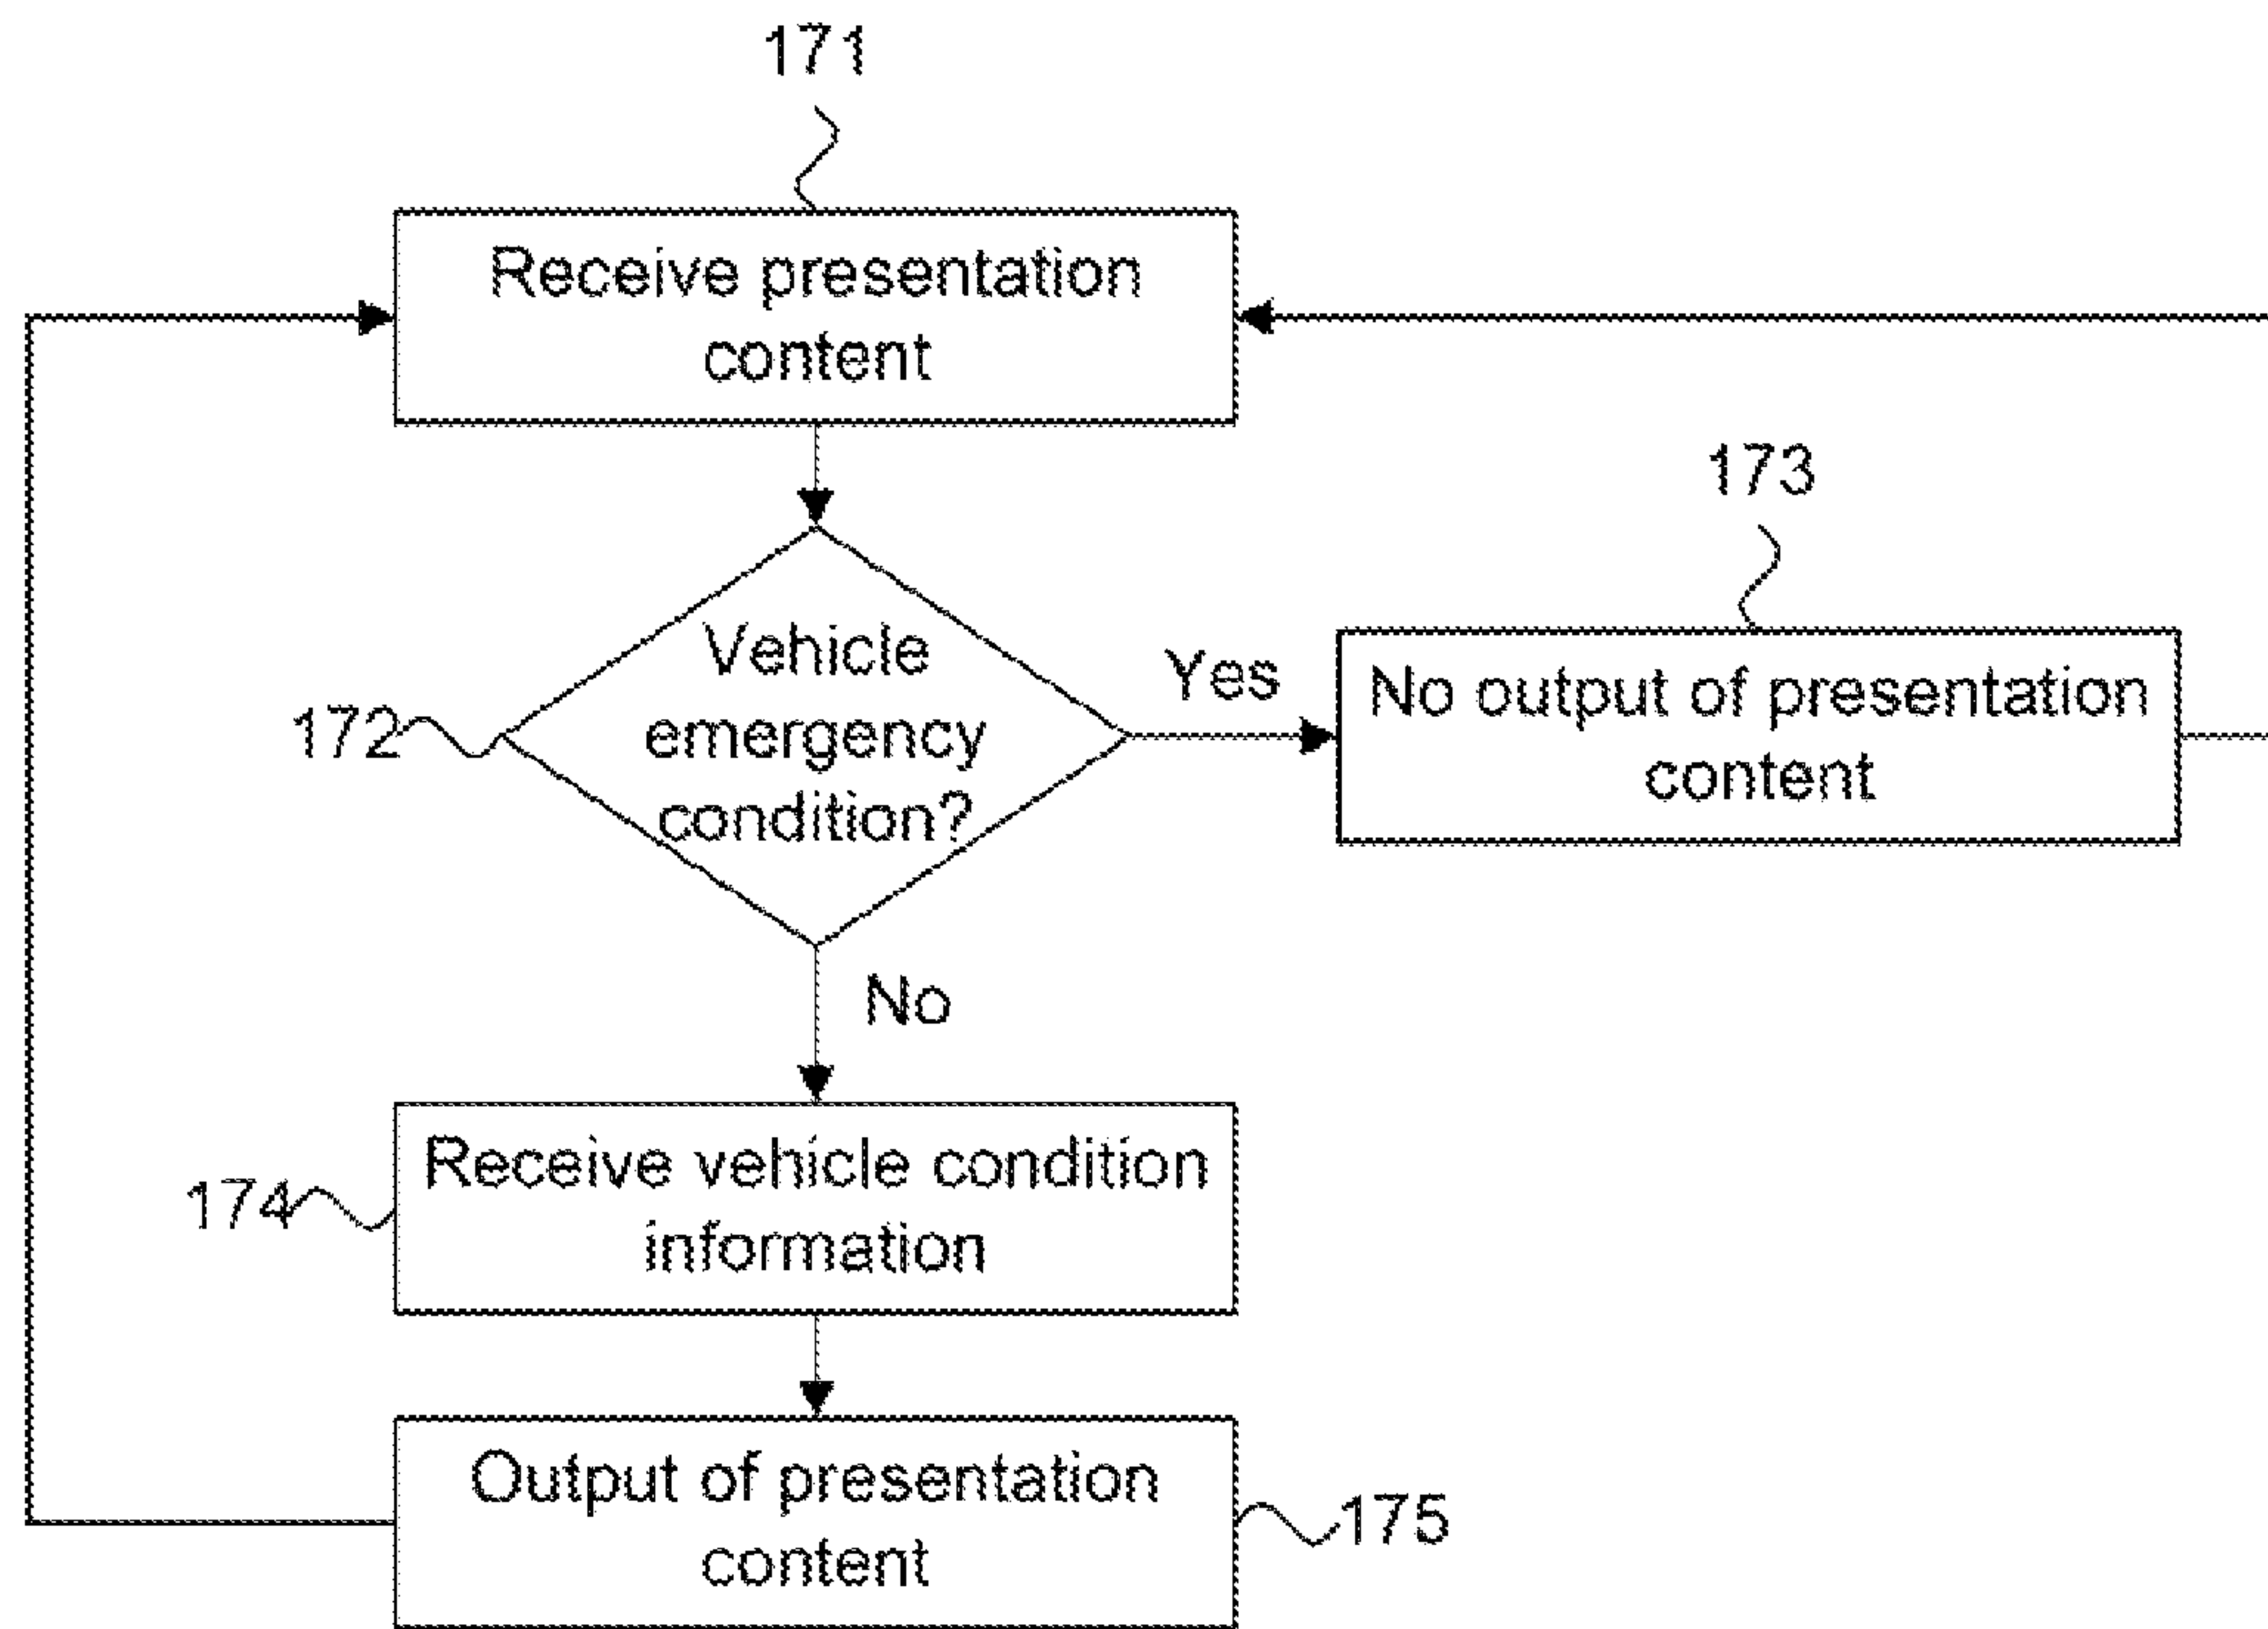 171
Receive presentation
content
173
Vehicle
emergency
condition?
172
Yes
No output of presentation
content
No
Receive vehicle condition
information
174
Output of presentation
content
175